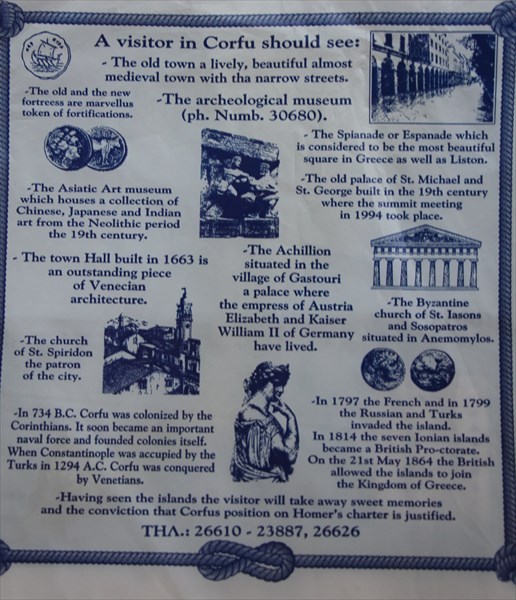 A visitor in Corfu should see:
- The old town a lively, beautiful almost
medieval town with tha narrow streets.
-The old and the new
fortreess are marvellus
token of fortifications.
-The archeological museum
(ph. Numb. 30680).
- The Spianade or Espanade which
is considered to be the most beautiful
square in Greece as well as Liston.
-The Asiatic Art museum
which houses a collection of
Chinese, Japanese and Indian
art from the Neolithic period
the 19th century.
-The old palace of St. Michael and
St. George built in the 19th century
where the summit meeting
in 1994 took place.
- The town Hall built in 1663 is
an outstanding piece
of Venecian
architecture.
-The Achillion
situated in the
village of Gastouri
a palace where
the empress of Austria
Elizabeth and Kaiser
William II of Germany
have lived.
-The Byzantine
church of St. Iasons
and Sosopatros
situated in Anemomylos.
-The church
of St. Spiridon
the patron
of the city.
-In 734 B.C. Corfu was colonized by the
Corinthians. It soon became an important
naval force and founded colonies itself.
When Constantinople was accupied by the
Turks in 1294 A.C. Corfu was conquered
by Venetians.
-In 1797 the French and in 1799
the Russian and Turks
invaded the island.
In 1814 the seven Ionian islands
became a British Pro-ctorate.
On the 21st May 1864 the British
allowed the islands to join
the Kingdom of Greece.
-Having seen the islands the visitor will take away sweet memories
and the conviction that Corfus position on Homer's charter is justified.
ΤΗΛ.: 26610 - 23887, 26626